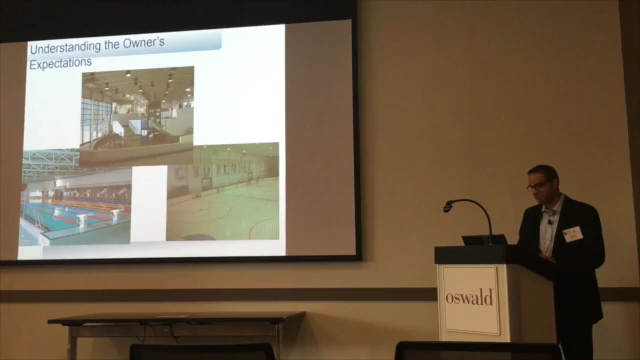 Understanding the Owner's
Expectations
oswald